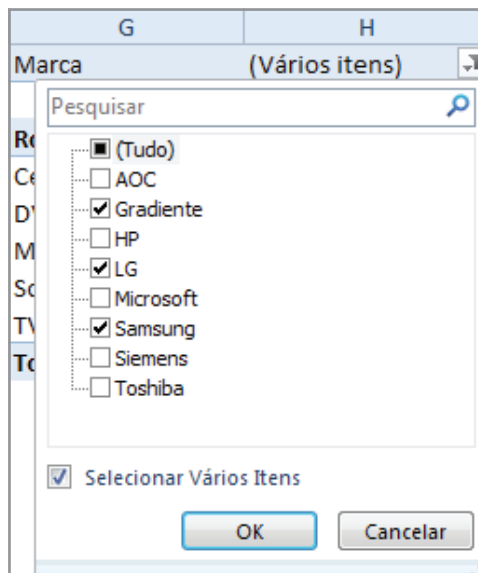 G H
Marca (Vários itens)
Pesquisar
(Tudo)
AOC
Gradiente
HP
LG
Microsoft
Samsung
Siemens
Toshiba
Selecionar Vários Itens
OK Cancelar